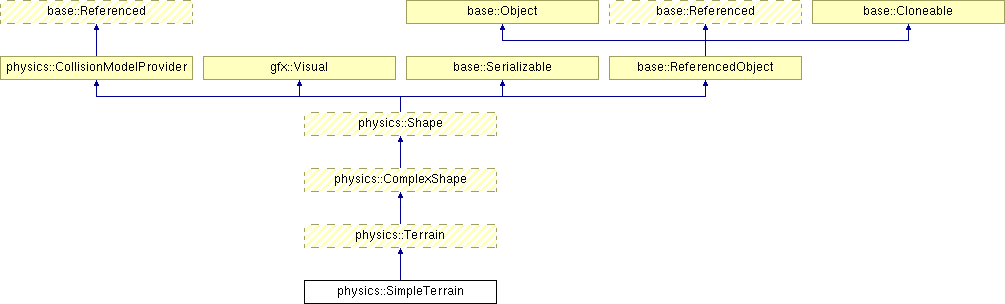 base::Referenced
base::Object
base::Referenced
base::Cloneable
physics::CollisionModelProvider
gfx::Visual
base::Serializable
base::ReferencedObject
physics::Shape
physics::ComplexShape
physics::Terrain
physics::SimpleTerrain